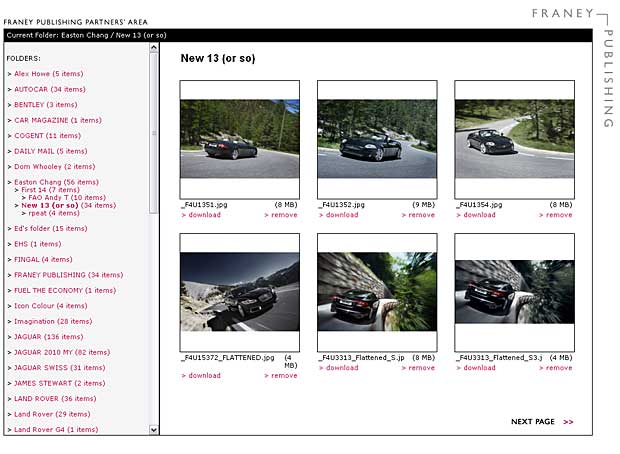 FRANEY
PUBLISHING
FRANEY PUBLISHING PARTNERS' AREA
Current Folder: Easton Chang / New 13 (or so)
FOLDERS:
> Alex Howe (5 items)
> AUTOCAR (34 items)
> BENTLEY (3 items)
> CAR MAGAZINE (1 items)
> COGENT (11 items)
> DAILY MAIL (5 items)
> Dom Whooley (2 items)
> Easton Chang (56 items)
> First 14 (7 items)
> FAO Andy T (10 items)
> New 13 (or so) (34 items)
> rpeat (4 items)
> Ed's folder (15 items)
> EHS (1 items)
> FINGAL (4 items)
> FRANEY PUBLISHING (34 items)
> FUEL THE ECONOMY (1 items)
> Icon Colour (4 items)
> Imagination (28 items)
> JAGUAR (136 items)
> JAGUAR 2010 MY (82 items)
> JAGUAR SWISS (31 items)
> JAMES STEWART (2 items)
> LAND ROVER (36 items)
> Land Rover (29 items)
> Land Rover G4 (1 items)
New 13 (or so)
_F4U1351.jpg (8 MB)
> download > remove
_F4U1352.jpg (9 MB)
> download > remove
_F4U1354.jpg (8 MB)
> download > remove
_F4U15372_FLATTENED.jpg (4
MB)
> download > remove
_F4U3313_Flattened_S.jp (8 MB)
> download > remove
_F4U3313_Flattened_S3.j (4 MB)
> download > remove
NEXT PAGE >>